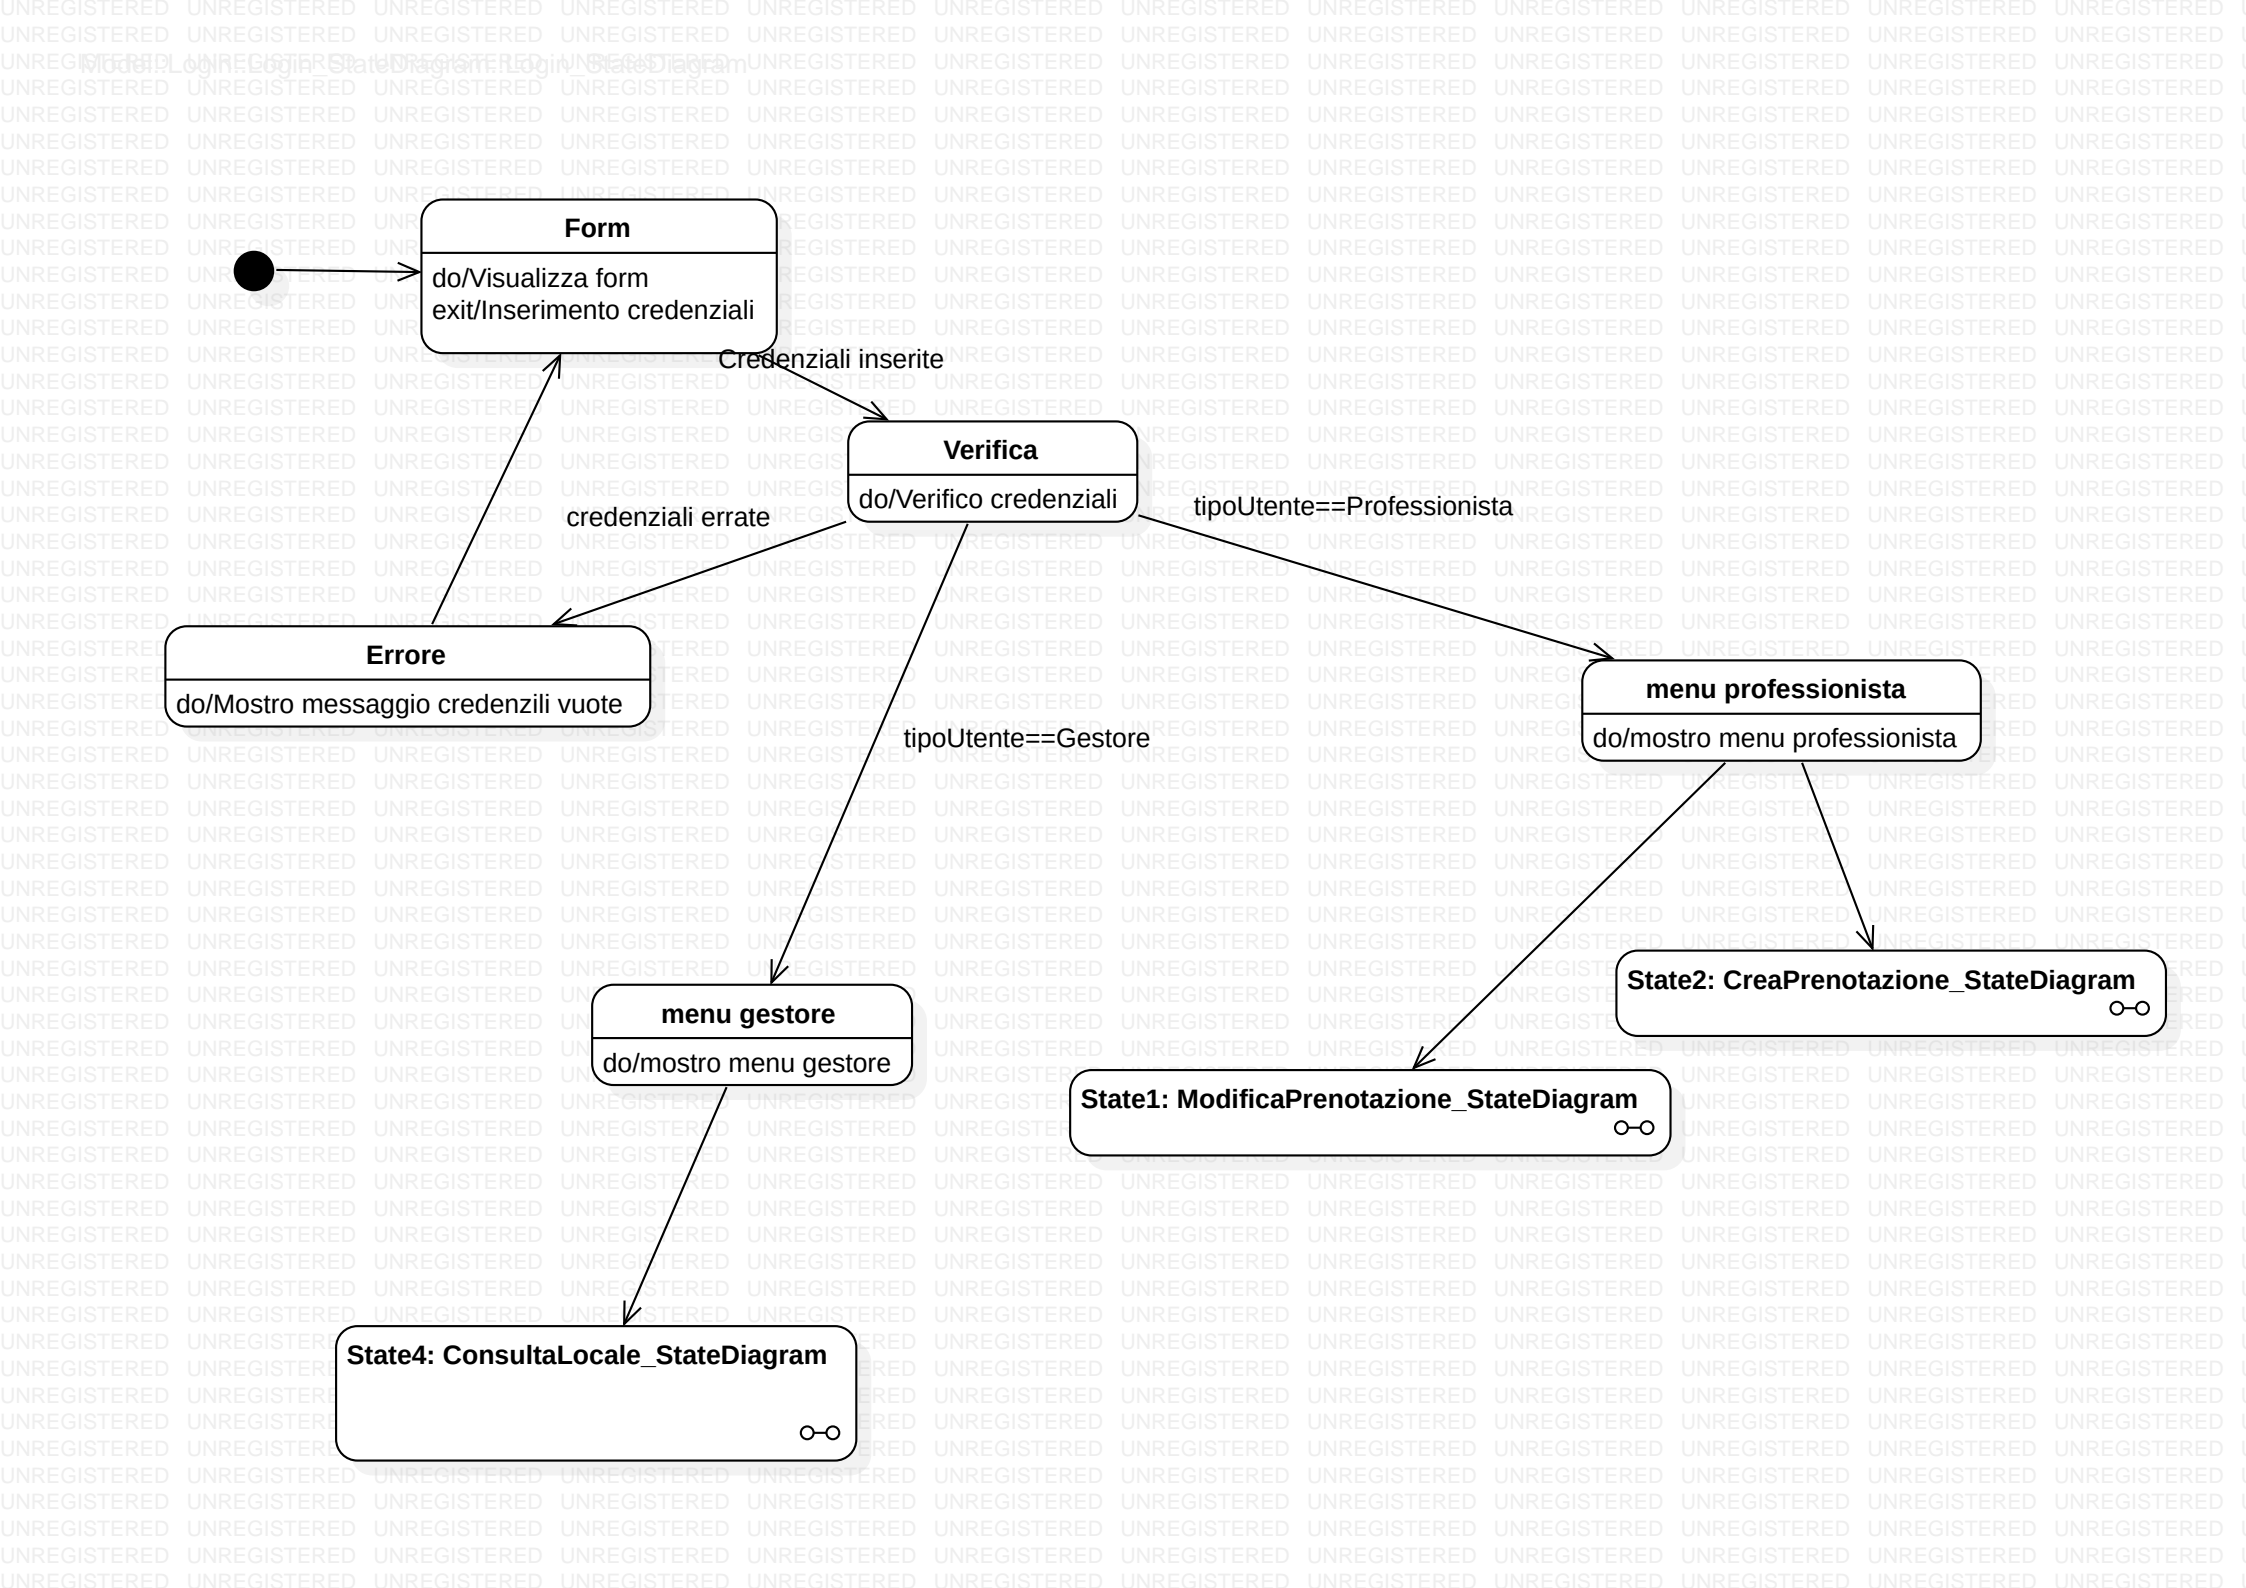 Model::Login::Login_StateDiagram::Login_StateDiagram
Form
do/Visualizza form
exit/Inserimento credenziali
Credenziali inserite
Verifica
do/Verifico credenziali
credenziali errate
tipoUtente==Professionista
Errore
do/Mostro messaggio credenzili vuote
menu professionista
do/mostro menu professionista
tipoUtente==Gestore
State2: CreaPrenotazione_StateDiagram
menu gestore
do/mostro menu gestore
State1: ModificaPrenotazione_StateDiagram
State4: ConsultaLocale_StateDiagram
UNREGISTERED